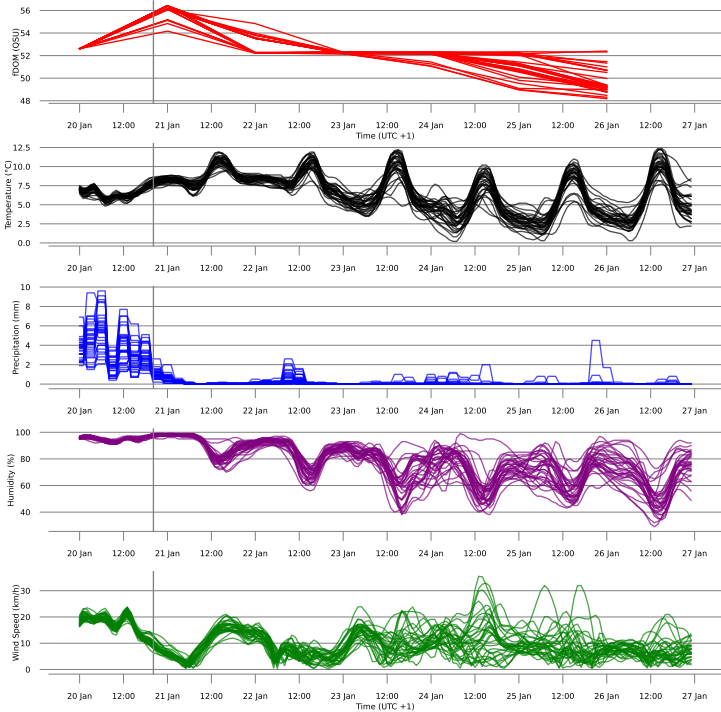 fDOM (QSU)
56
54
52
50
48
20 Jan 12:00 21 Jan 12:00 22 Jan 12:00 23 Jan 12:00 24 Jan 12:00 25 Jan 12:00 26 Jan 12:00 27 Jan
Time (UTC +1)
Temperature (°C)
12.5
10.0
7.5
5.0
2.5
0.0
20 Jan 12:00 21 Jan 12:00 22 Jan 12:00 23 Jan 12:00 24 Jan 12:00 25 Jan 12:00 26 Jan 12:00 27 Jan
Precipitation (mm)
10
8
6
4
2
0
20 Jan 12:00 21 Jan 12:00 22 Jan 12:00 23 Jan 12:00 24 Jan 12:00 25 Jan 12:00 26 Jan 12:00 27 Jan
Humidity (%)
100
80
60
40
20 Jan 12:00 21 Jan 12:00 22 Jan 12:00 23 Jan 12:00 24 Jan 12:00 25 Jan 12:00 26 Jan 12:00 27 Jan
Wind Speed (km/h)
30
20
10
0
20 Jan 12:00 21 Jan 12:00 22 Jan 12:00 23 Jan 12:00 24 Jan 12:00 25 Jan 12:00 26 Jan 12:00 27 Jan
Time (UTC +1)